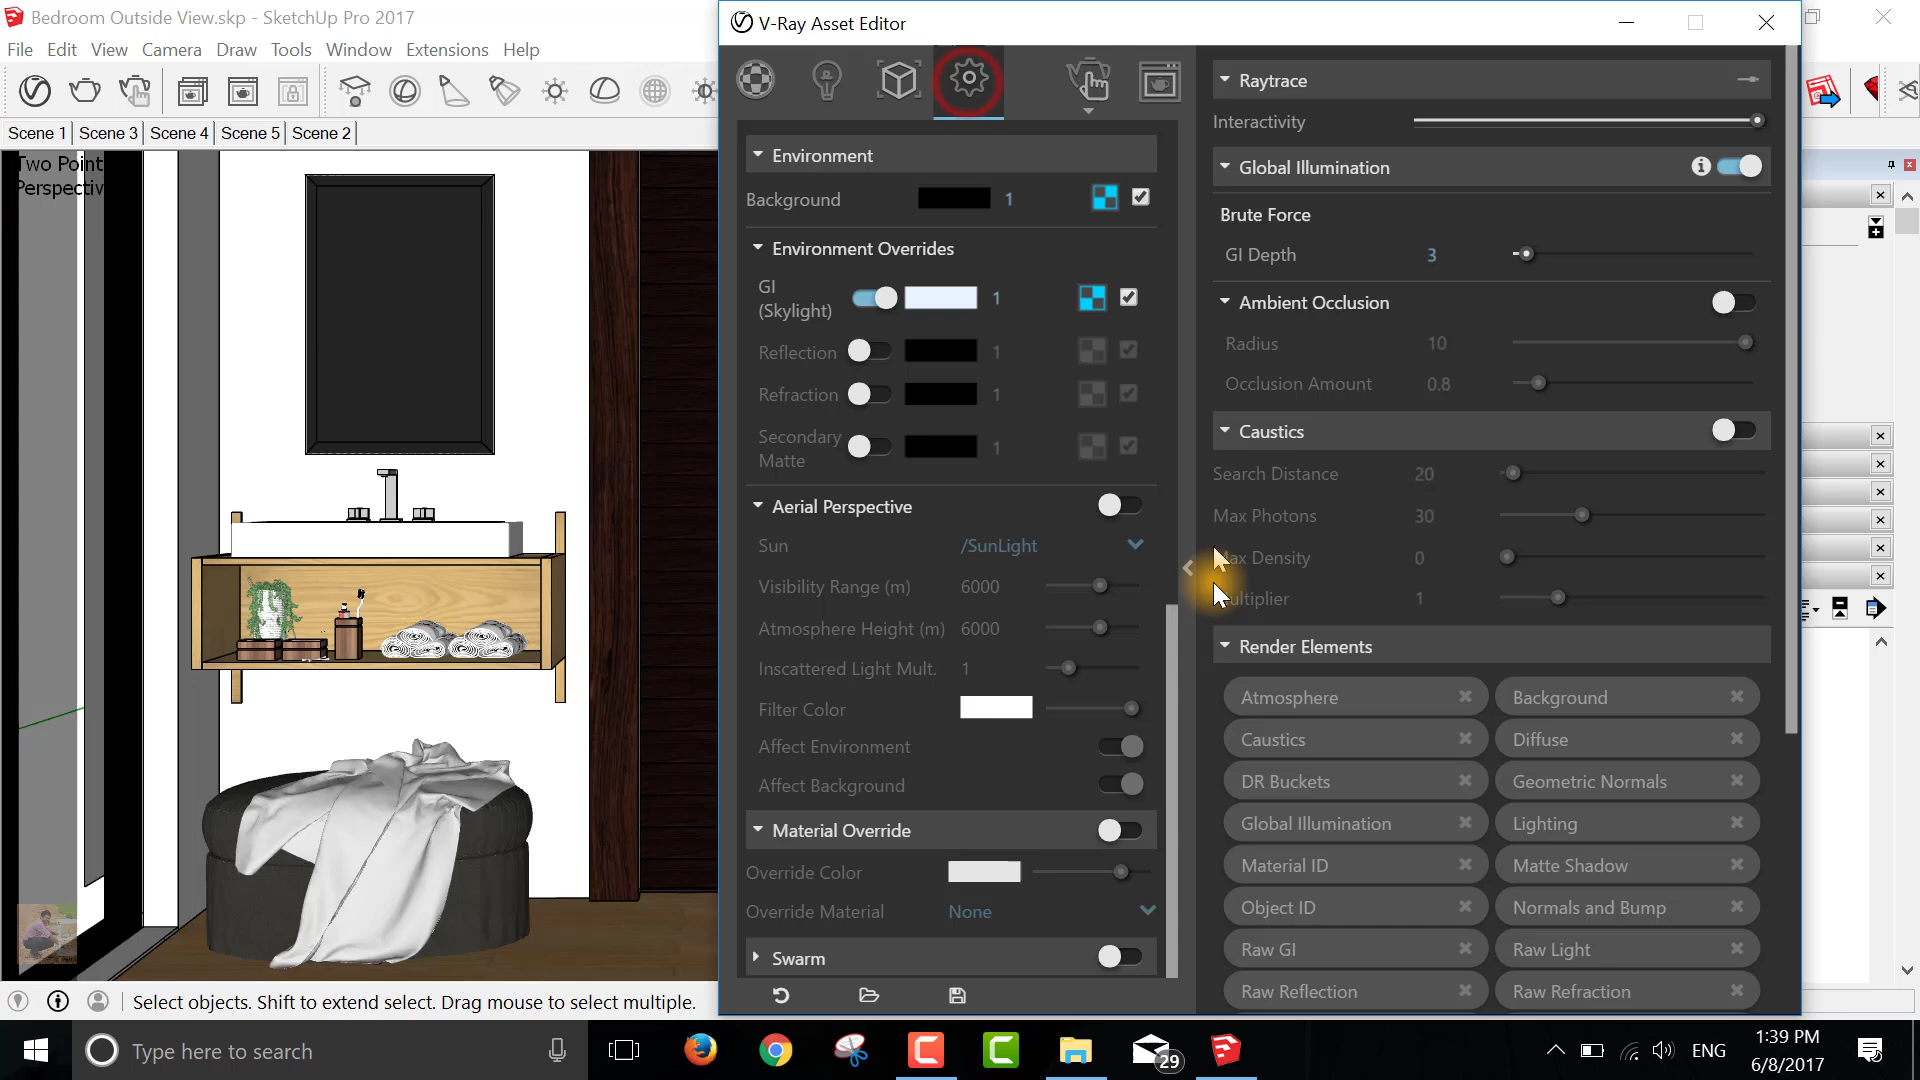 Bedroom Outside View.skp - SketchUp Pro 2017
File Edit View Camera Draw Tools Window Extensions Help
Scene 1 Scene 3 Scene 4 Scene 5 Scene 2
Two Point
Perspectiv
V-Ray Asset Editor
Environment
Background 1
Environment Overrides
GI
(Skylight) 1
Reflection 1
Refraction 1
Secondary
Matte 1
Aerial Perspective
Sun /SunLight
Visibility Range (m) 6000
Atmosphere Height (m) 6000
Inscattered Light Mult. 1
Filter Color
Affect Environment
Affect Background
Material Override
Override Color
Override Material None
Swarm
Raytrace
Interactivity
Global Illumination
Brute Force
GI Depth 3
Ambient Occlusion
Radius 10
Occlusion Amount 0.8
Caustics
Search Distance 20
Max Photons 30
Max Density 0
Multiplier 1
Render Elements
Atmosphere Background
Caustics Diffuse
DR Buckets Geometric Normals
Global Illumination Lighting
Material ID Matte Shadow
Object ID Normals and Bump
Raw GI Raw Light
Raw Reflection Raw Refraction
Select objects. Shift to extend select. Drag mouse to select multiple.
Type here to search
29
ENG
1:39 PM
6/8/2017